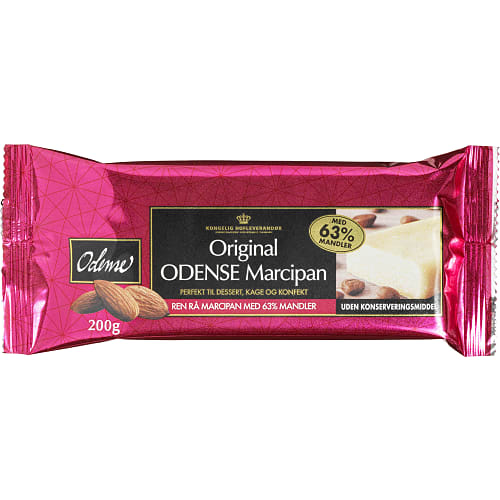 Odense
200g
KONGELIG HOFLEVERANDØR
Original
ODENSE Marcipan
PERFEKT TIL DESSERT, KAGE OG KONFEKT
REN RÅ MARCIPAN MED 63% MANDLER
MED
63%
MANDLER
UDEN KONSERVERINGSMIDDE